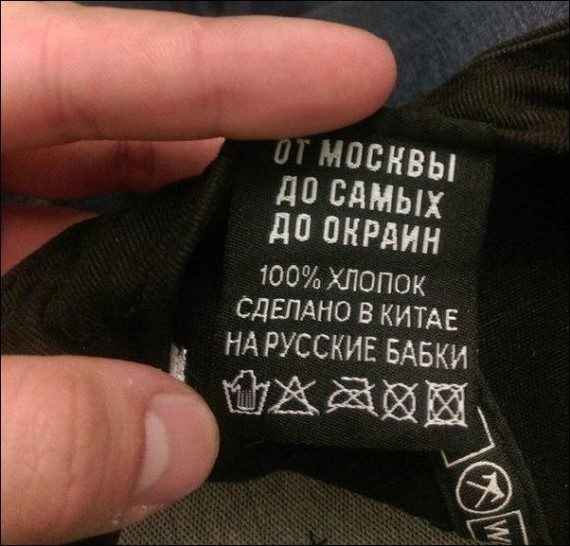 ОТ МОСКВЫ
ДО САМЫХ
ДО ОКРАИН
100% ХЛОПОК
СДЕЛАНО В КИТАЕ
НА РУССКИЕ БАБКИ